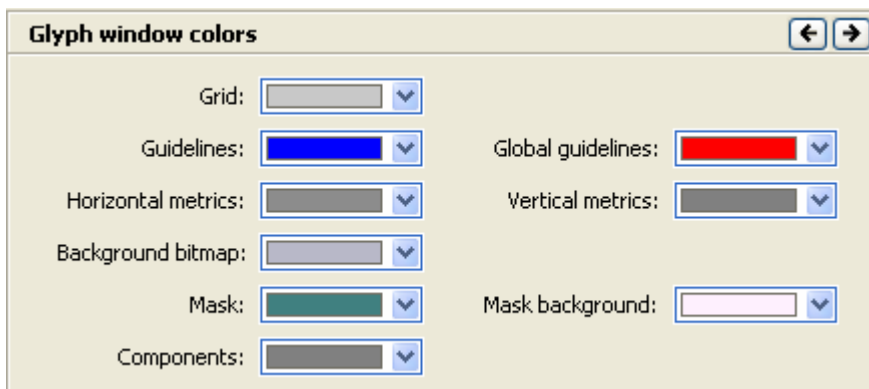 Glyph window colors
Grid:
Guidelines: Global guidelines:
Horizontal metrics: Vertical metrics:
Background bitmap:
Mask: Mask background:
Components: